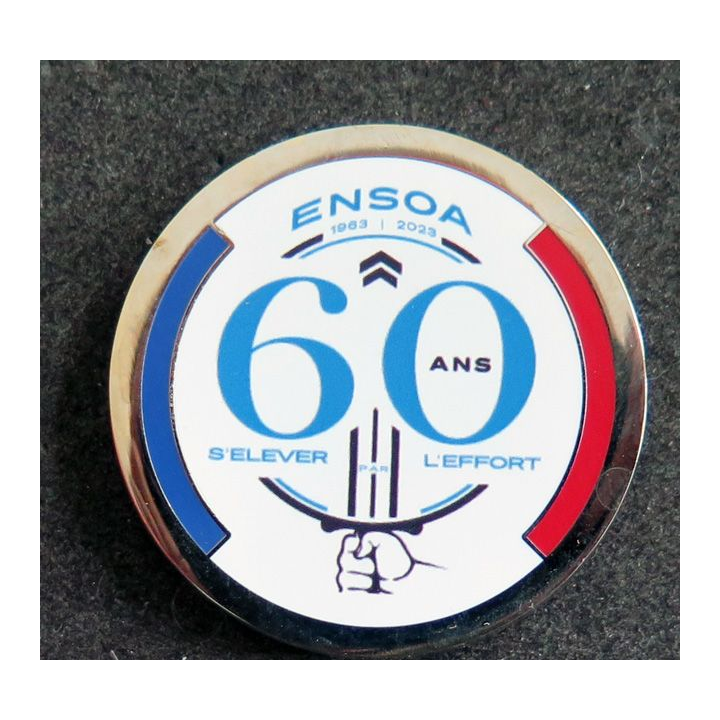 ENSOA
1963 | 2023
60
ANS
S'ELEVER PAR L'EFFORT